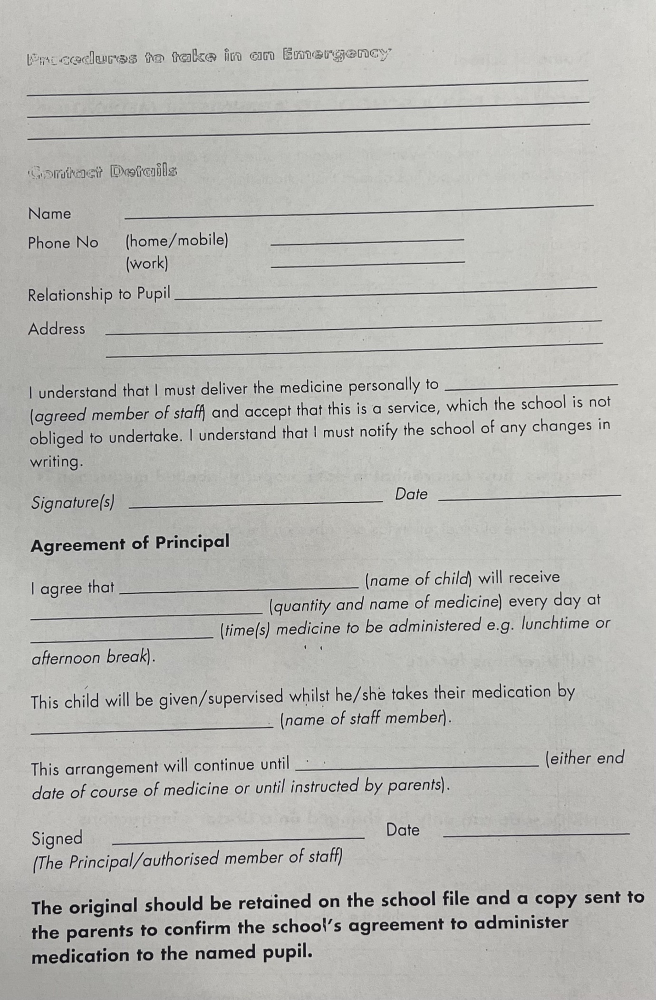 Procedures to take in an Emergency
Contact Details
Name
Phone No (home/mobile)
(work)
Relationship to Pupil
Address
I understand that I must deliver the medicine personally to
(agreed member of staff) and accept that this is a service, which the school is not
obliged to undertake. I understand that I must notify the school of any changes in
writing.
Signature(s) Date
Agreement of Principal
I agree that (name of child) will receive
(quantity and name of medicine) every day at
(time(s) medicine to be administered e.g. lunchtime or
afternoon break).
This child will be given/supervised whilst he/she takes their medication by
(name of staff member).
This arrangement will continue until (either end
date of course of medicine or until instructed by parents).
Signed Date
(The Principal/authorised member of staff)
The original should be retained on the school file and a copy sent to
the parents to confirm the school's agreement to administer
medication to the named pupil.